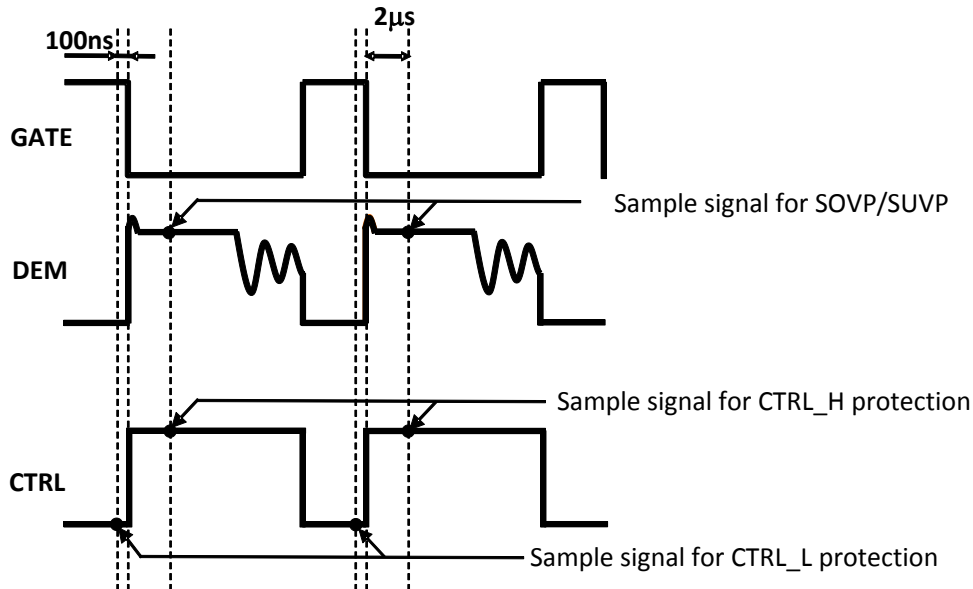 2μs
100ns
GATE
Sample signal for SOVP/SUVP
DEM
Sample signal for CTRL_H protection
CTRL
Sample signal for CTRL_L protection